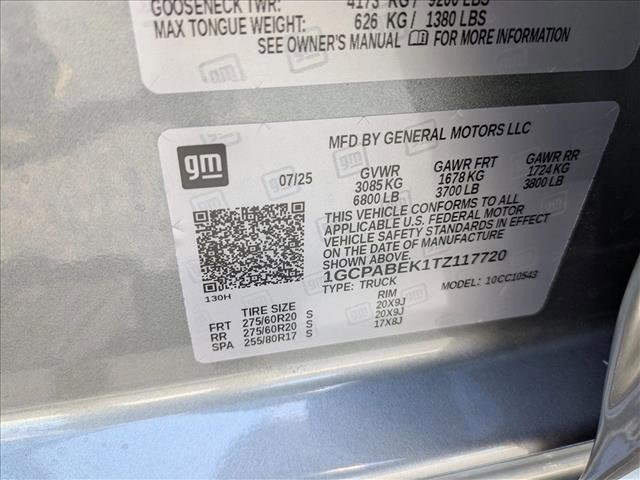 GOOSENECK TWR: 4173 KG / 9200 LBS
MAX TONGUE WEIGHT: 626 KG / 1380 LBS
SEE OWNER'S MANUAL FOR MORE INFORMATION
gm
MFD BY GENERAL MOTORS LLC
07/25 GVWR GAWR FRT GAWR RR
3085 KG 1678 KG 1724 KG
6800 LB 3700 LB 3800 LB
THIS VEHICLE CONFORMS TO ALL
APPLICABLE U.S. FEDERAL MOTOR
VEHICLE SAFETY STANDARDS IN EFFECT
ON THE DATE OF MANUFACTURE
SHOWN ABOVE.
1GCPABEK1TZ117720
130H TYPE: TRUCK MODEL: 10CC10543
TIRE SIZE RIM
FRT 275/60R20 S 20X9J
RR 275/60R20 S 20X9J
SPA 255/80R17 S 17X8J